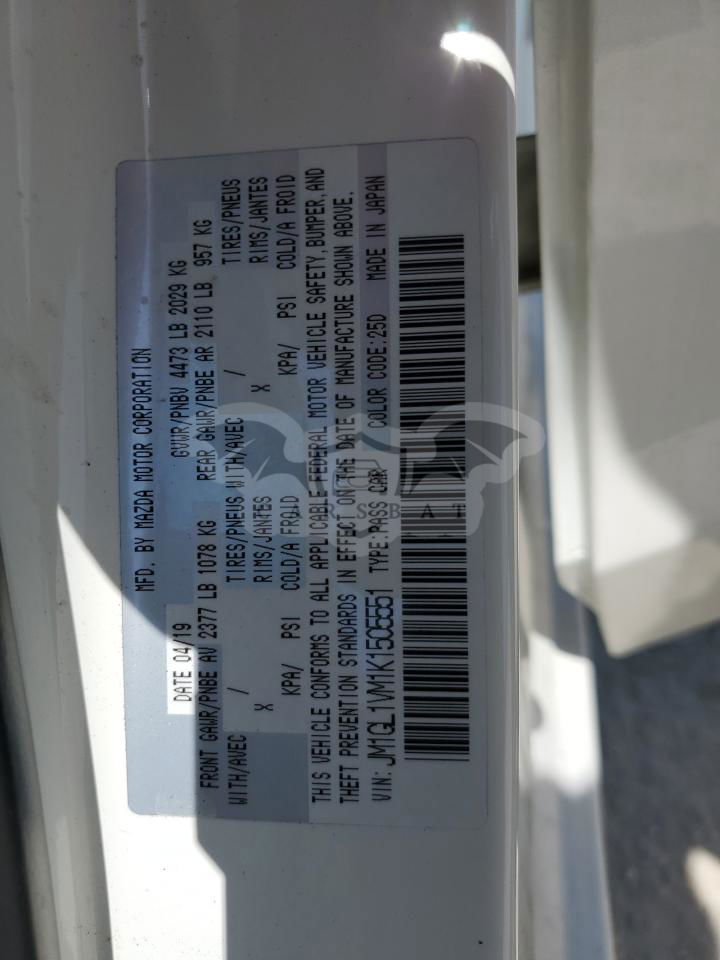 MFD. BY MAZDA MOTOR CORPORATION
DATE 04/19 GVWR/PNBV 4473 LB 2029 KG
FRONT GAWR/PNBE AV 2377 LB 1078 KG REAR GAWR/PNBE AR 2110 LB 957 KG
WITH/AVEC / TIRES/PNEUS WITH/AVEC / TIRES/PNEUS
X RIMS/JANTES X RIMS/JANTES
KPA/ PSI COLD/A FROID KPA/ PSI COLD/A FROID
THIS VEHICLE CONFORMS TO ALL APPLICABLE FEDERAL MOTOR VEHICLE SAFETY, BUMPER, AND
THEFT PREVENTION STANDARDS IN EFFECT ON THE DATE OF MANUFACTURE SHOWN ABOVE.
VIN: JM1GL1WM1K1505551 TYPE: PASS CAR COLOR CODE: 25D MADE IN JAPAN
CARSBAT